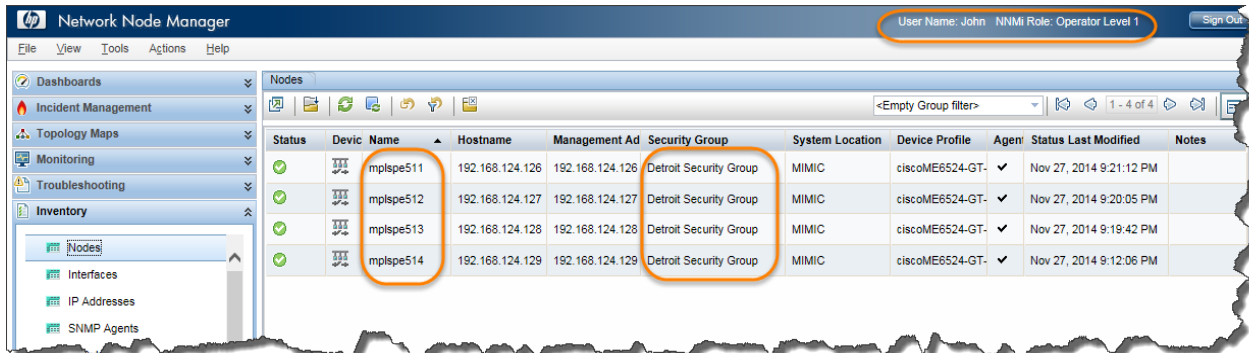 hp Network Node Manager User Name: John NNMi Role: Operator Level 1 Sign Out
File View Tools Actions Help
Dashboards
Incident Management
Topology Maps
Monitoring
Troubleshooting
Inventory
Nodes
Interfaces
IP Addresses
SNMP Agents
Nodes
<Empty Group filter> 1 - 4 of 4
Status Devic Name Hostname Management Ad Security Group System Location Device Profile Agent Status Last Modified Notes
mplspe511 192.168.124.126 192.168.124.126 Detroit Security Group MIMIC ciscoME6524-GT- Nov 27, 2014 9:21:12 PM
mplspe512 192.168.124.127 192.168.124.127 Detroit Security Group MIMIC ciscoME6524-GT- Nov 27, 2014 9:20:05 PM
mplspe513 192.168.124.128 192.168.124.128 Detroit Security Group MIMIC ciscoME6524-GT- Nov 27, 2014 9:19:42 PM
mplspe514 192.168.124.129 192.168.124.129 Detroit Security Group MIMIC ciscoME6524-GT- Nov 27, 2014 9:12:06 PM